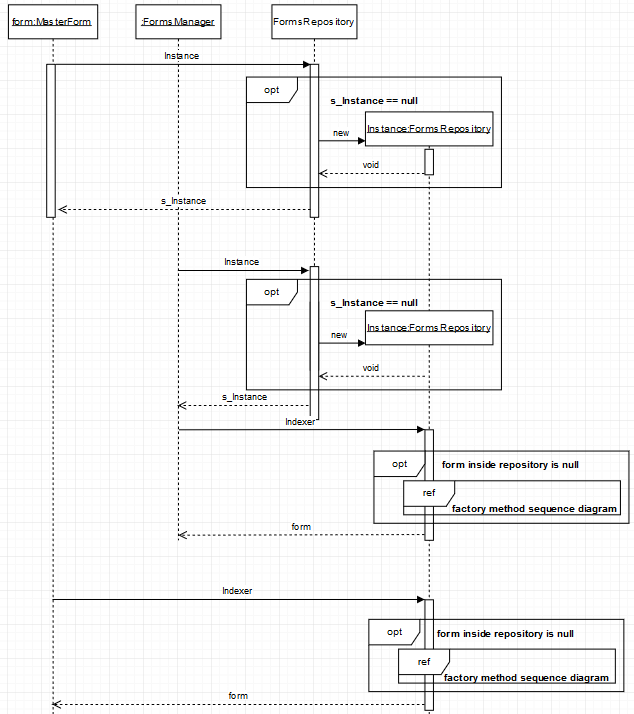 form:MasterForm
:FormsManager
FormsRepository
Instance
opt
s_Instance == null
Instance:FormsRepository
new
void
s_Instance
Instance
opt
s_Instance == null
Instance:FormsRepository
new
void
s_Instance
Indexer
opt
form inside repository is null
ref
factory method sequence diagram
form
Indexer
opt
form inside repository is null
ref
factory method sequence diagram
form